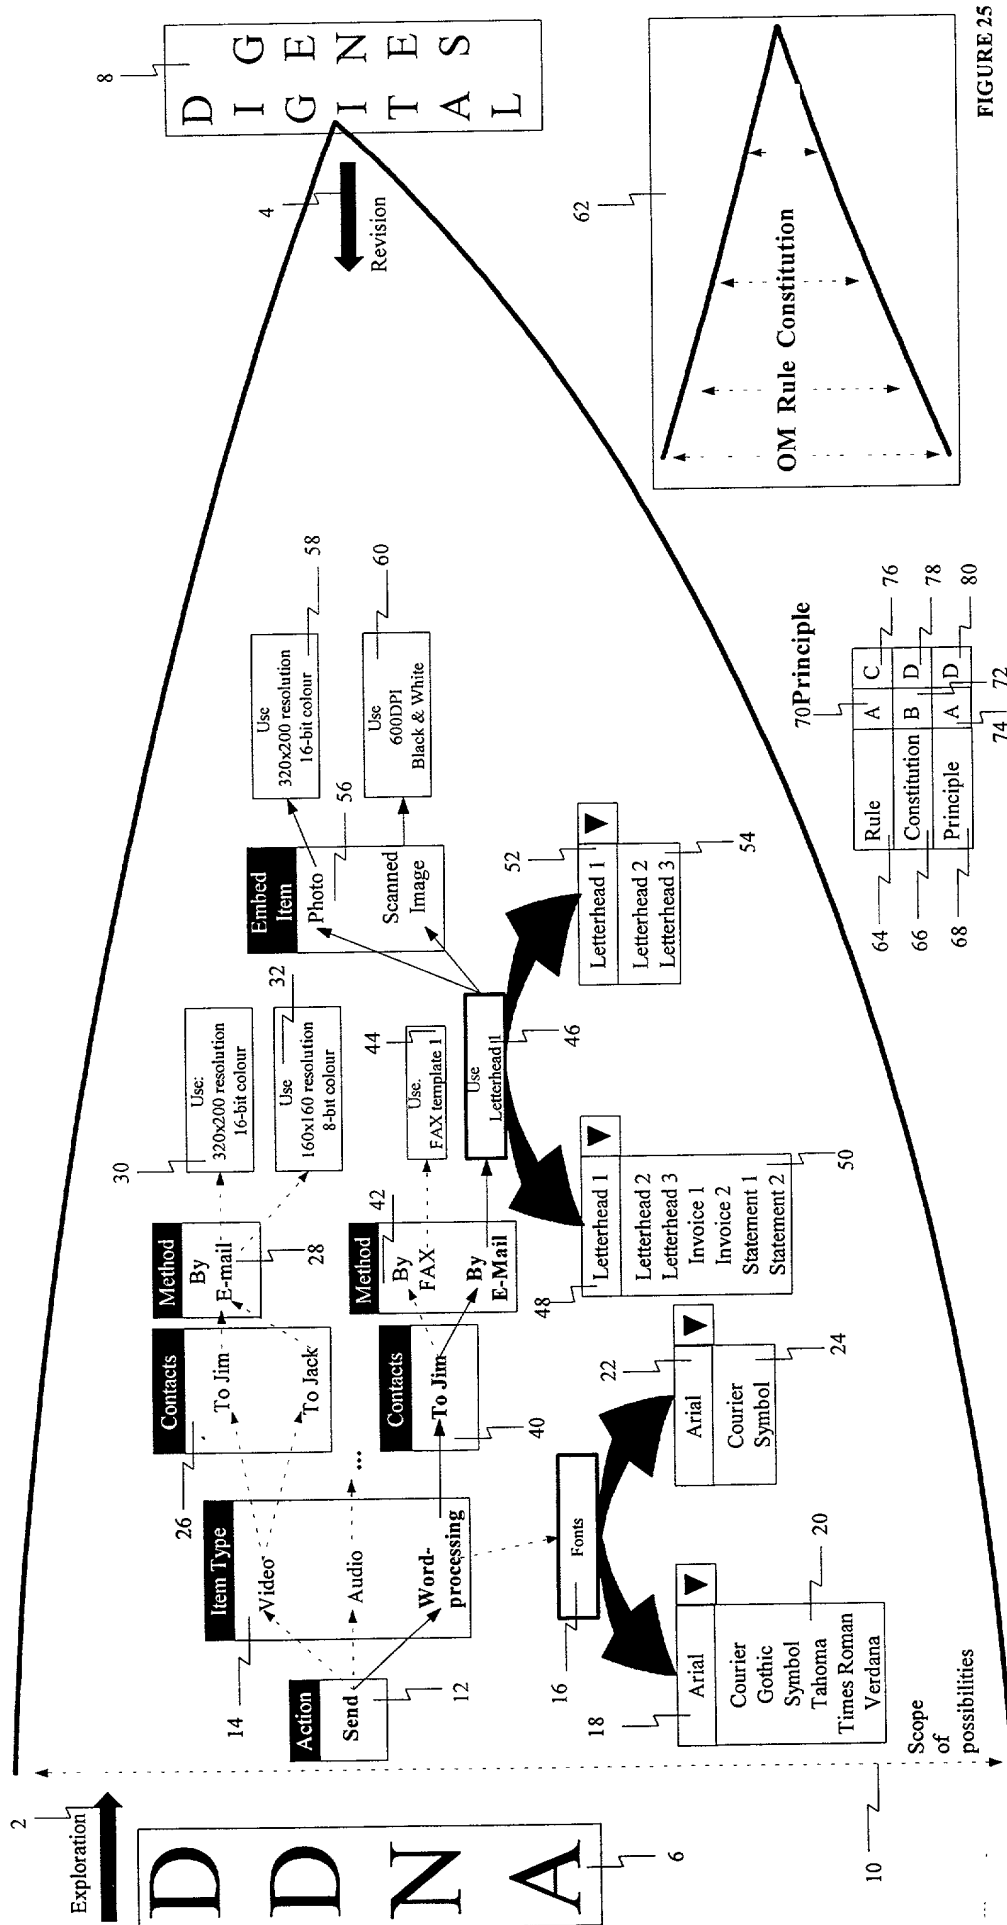 2
Exploration
D
D
N
A
6
10
Scope
of
possibilities
Action
Send
12
14
Item Type
Video
Audio
...
Word-
processing
16
Fonts
18
Arial
▼
Courier
Gothic
Symbol
Tahoma
Times Roman
Verdana
20
22
Arial
▼
Courier
Symbol
24
26
Contacts
To Jim
To Jack
Method
By
E-mail
28
30
Use:
320x200 resolution
16-bit colour
32
Use
160x160 resolution
8-bit colour
Contacts
To Jim
40
Method
42
By
FAX
By
E-Mail
44
Use.
FAX template 1
Use
Letterhead 1
46
48
Letterhead 1
▼
Letterhead 2
Letterhead 3
Invoice 1
Invoice 2
Statement 1
Statement 2
50
52
Letterhead 1
▼
Letterhead 2
Letterhead 3
54
Embed
Item
Photo
56
Scanned
Image
Use
320x200 resolution
16-bit colour
58
Use
600DPI
Black & White
60
4
Revision
8
D
I G
G E
I N
T E
A S
L
62
OM Rule Constitution
70 Principle
Rule A C
Constitution B D
Principle A D
64
66
68
74
72
76
78
80
FIGURE 25